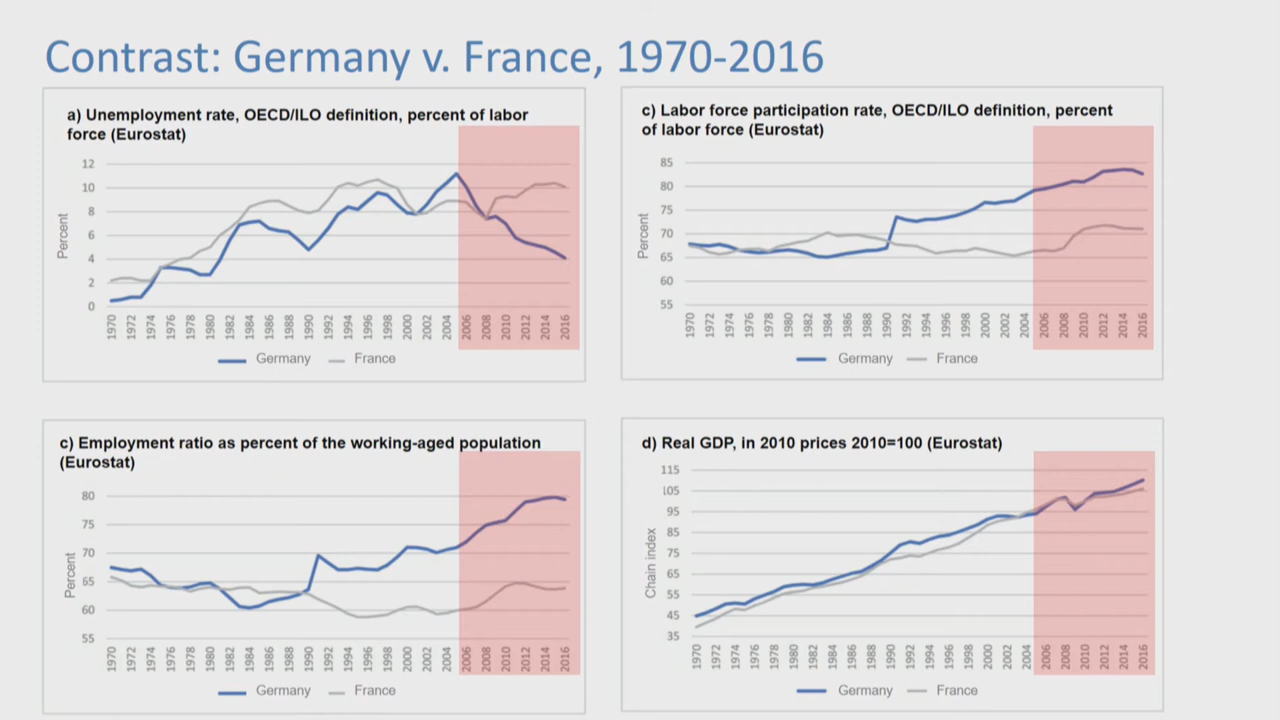 Contrast: Germany v. France, 1970-2016
a) Unemployment rate, OECD/ILO definition, percent of labor
force (Eurostat)
12
10
8
6
4
2
0
Percent
1970 1972 1974 1976 1978 1980 1982 1984 1986 1988 1990 1992 1994 1996 1998 2000 2002 2004 2006 2008 2010 2012 2014 2016
Germany France
c) Labor force participation rate, OECD/ILO definition, percent
of labor force (Eurostat)
85
80
75
70
65
60
55
Percent
1970 1972 1974 1976 1978 1980 1982 1984 1986 1988 1990 1992 1994 1996 1998 2000 2002 2004 2006 2008 2010 2012 2014 2016
Germany France
c) Employment ratio as percent of the working-aged population
(Eurostat)
80
75
70
65
60
55
Percent
1970 1972 1974 1976 1978 1980 1982 1984 1986 1988 1990 1992 1994 1996 1998 2000 2002 2004 2006 2008 2010 2012 2014 2016
Germany France
d) Real GDP, in 2010 prices 2010=100 (Eurostat)
115
105
95
85
75
65
55
45
35
Chain index
1970 1972 1974 1976 1978 1980 1982 1984 1986 1988 1990 1992 1994 1996 1998 2000 2002 2004 2006 2008 2010 2012 2014 2016
Germany France